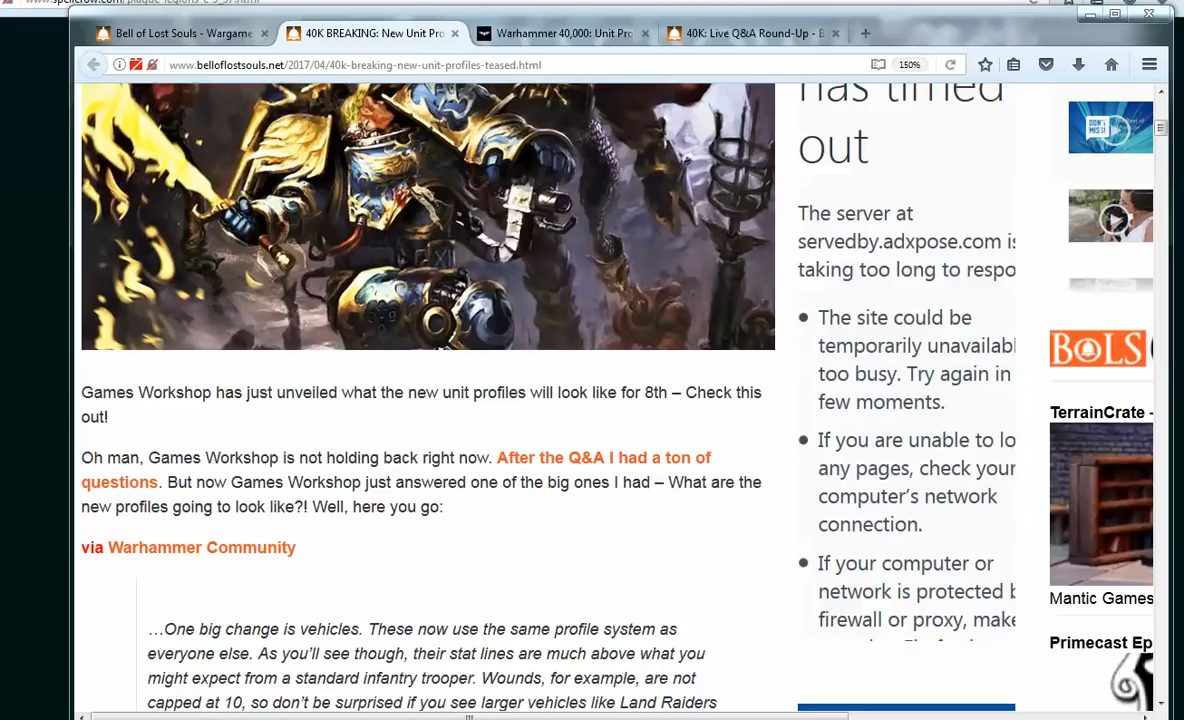 www.spellcrow.com/plague-legions-c-3_37.html
Bell of Lost Souls - Wargame
40K BREAKING: New Unit Pro
Warhammer 40,000: Unit Pro
40K: Live Q&A Round-Up - B
www.belloflostsouls.net/2017/04/40k-breaking-new-unit-profiles-teased.html
150%
Games Workshop has just unveiled what the new unit profiles will look like for 8th – Check this
out!
Oh man, Games Workshop is not holding back right now. After the Q&A I had a ton of
questions. But now Games Workshop just answered one of the big ones I had – What are the
new profiles going to look like?! Well, here you go:
via Warhammer Community
…One big change is vehicles. These now use the same profile system as
everyone else. As you’ll see though, their stat lines are much above what you
might expect from a standard infantry trooper. Wounds, for example, are not
capped at 10, so don’t be surprised if you see larger vehicles like Land Raiders
has timed
out
The server at
servedby.adxpose.com is
taking too long to respo
The site could be
temporarily unavailabl
too busy. Try again in
few moments.
If you are unable to lo
any pages, check your
computer’s network
connection.
If your computer or
network is protected b
firewall or proxy, make
DON'T
MISS!
BOLS
TerrainCrate -
Mantic Games
Primecast Ep